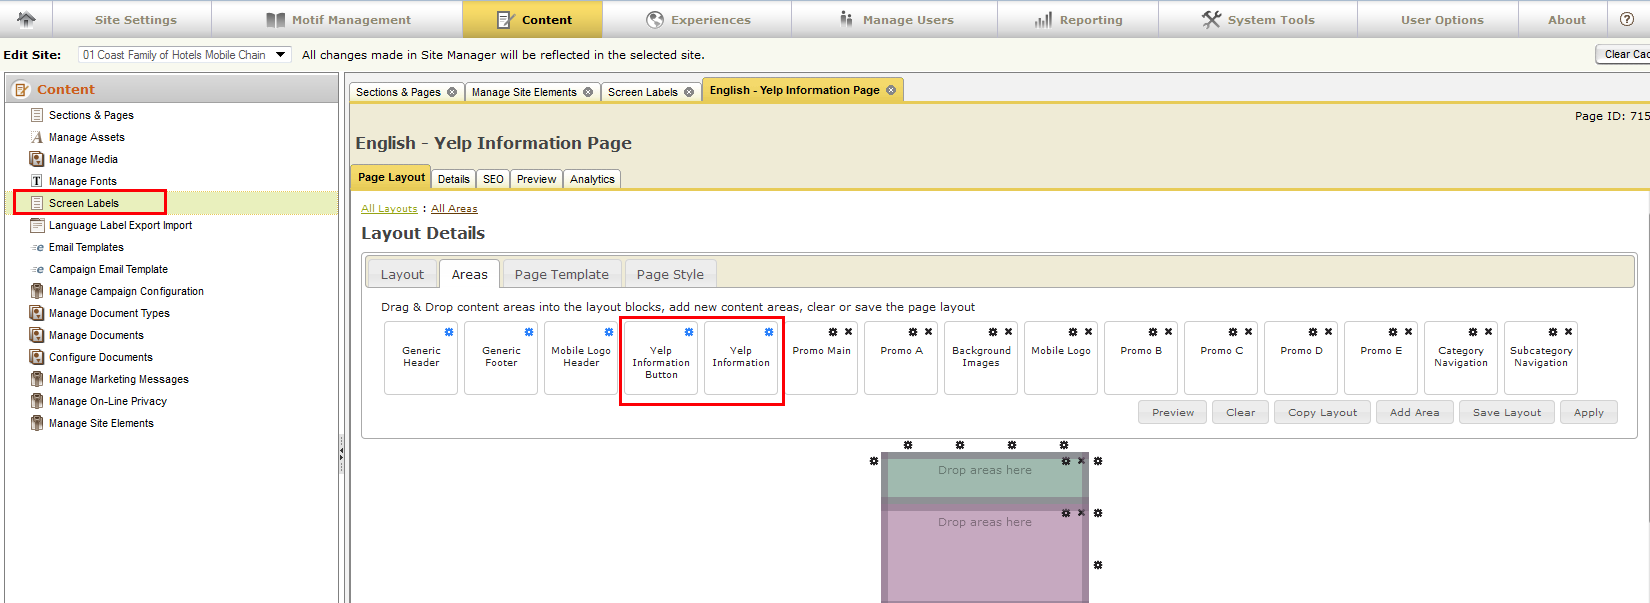 Site Settings
Motif Management
Content
Experiences
Manage Users
Reporting
System Tools
User Options
About
?
Edit Site: 01 Coast Family of Hotels Mobile Chain All changes made in Site Manager will be reflected in the selected site.
Clear Cac
Content
Sections & Pages
Manage Assets
Manage Media
Manage Fonts
Screen Labels
Language Label Export Import
Email Templates
Campaign Email Template
Manage Campaign Configuration
Manage Document Types
Manage Documents
Configure Documents
Manage Marketing Messages
Manage On-Line Privacy
Manage Site Elements
Sections & Pages
Manage Site Elements
Screen Labels
English - Yelp Information Page
Page ID: 715
English - Yelp Information Page
Page Layout
Details
SEO
Preview
Analytics
All Layouts : All Areas
Layout Details
Layout
Areas
Page Template
Page Style
Drag & Drop content areas into the layout blocks, add new content areas, clear or save the page layout
Generic
Header
Generic
Footer
Mobile Logo
Header
Yelp
Information
Button
Yelp
Information
Promo Main
Promo A
Background
Images
Mobile Logo
Promo B
Promo C
Promo D
Promo E
Category
Navigation
Subcategory
Navigation
Preview
Clear
Copy Layout
Add Area
Save Layout
Apply
Drop areas here
Drop areas here